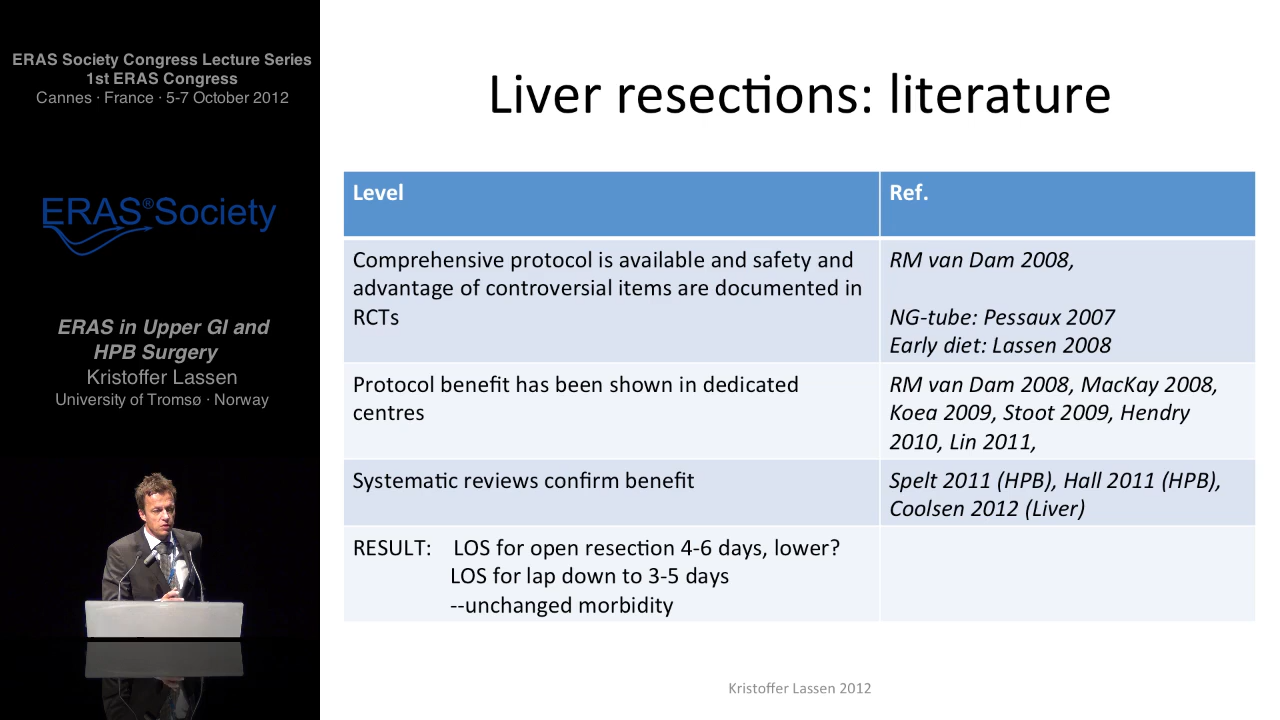 ERAS Society Congress Lecture Series
1st ERAS Congress
Cannes · France · 5-7 October 2012
ERAS®Society
ERAS in Upper GI and
HPB Surgery
Kristoffer Lassen
University of Tromsø · Norway
Liver resections: literature
Level
Ref.
Comprehensive protocol is available and safety and
advantage of controversial items are documented in
RCTs
RM van Dam 2008,
NG-tube: Pessaux 2007
Early diet: Lassen 2008
Protocol benefit has been shown in dedicated
centres
RM van Dam 2008, MacKay 2008,
Koea 2009, Stoot 2009, Hendry
2010, Lin 2011,
Systematic reviews confirm benefit
Spelt 2011 (HPB), Hall 2011 (HPB),
Coolsen 2012 (Liver)
RESULT: LOS for open resection 4-6 days, lower?
LOS for lap down to 3-5 days
--unchanged morbidity
Kristoffer Lassen 2012